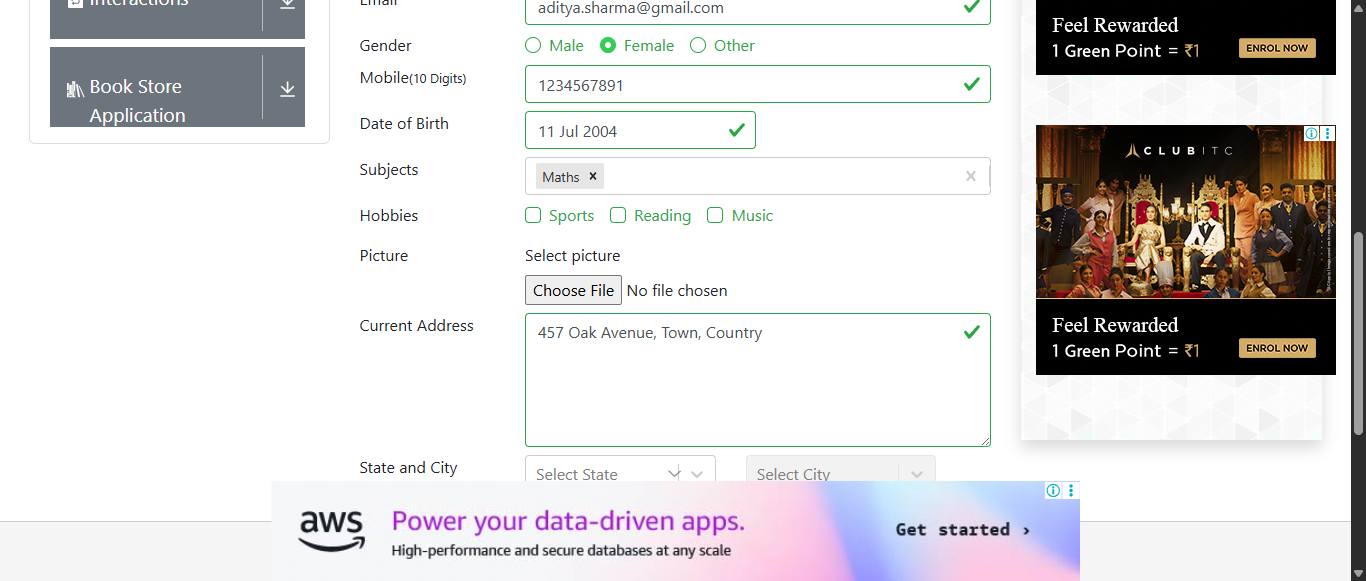 Interactions
Book Store
Application
Email
aditya.sharma@gmail.com
Gender
Male Female Other
Mobile(10 Digits)
1234567891
Date of Birth
11 Jul 2004
Subjects
Maths
Hobbies
Sports Reading Music
Picture
Select picture
Choose File No file chosen
Current Address
457 Oak Avenue, Town, Country
State and City
Select State
Select City
Feel Rewarded
1 Green Point = ₹1
ENROL NOW
CLUB ITC
Feel Rewarded
1 Green Point = ₹1
ENROL NOW
aws
Power your data-driven apps.
High-performance and secure databases at any scale
Get started ›